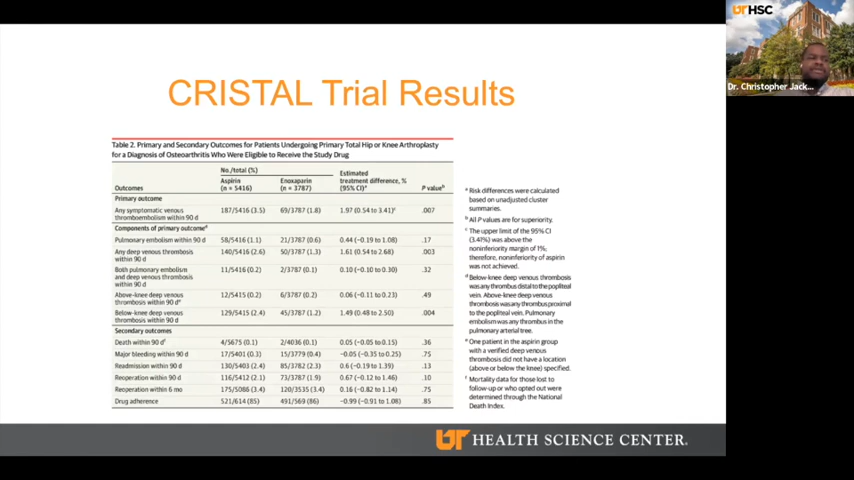 CRISTAL Trial Results
Table 2. Primary and Secondary Outcomes for Patients Undergoing Primary Total Hip or Knee Arthroplasty
for a Diagnosis of Osteoarthritis Who Were Eligible to Receive the Study Drug
No./total (%)
Outcomes Aspirin (n = 5416) Enoxaparin (n = 3787) Estimated treatment difference, % (95% CI)a P valueb
Primary outcome
Any symptomatic venous thromboembolism within 90 d 187/5416 (3.5) 69/3787 (1.8) 1.97 (0.54 to 3.41)c .007
Components of primary outcomed
Pulmonary embolism within 90 d 58/5416 (1.1) 21/3787 (0.6) 0.44 (−0.19 to 1.08) .17
Any deep venous thrombosis within 90 d 140/5416 (2.6) 50/3787 (1.3) 1.61 (0.54 to 2.68) .003
Both pulmonary embolism and deep venous thrombosis within 90 d 11/5416 (0.2) 2/3787 (0.1) 0.10 (−0.10 to 0.30) .32
Above-knee deep venous thrombosis within 90 de 12/5415 (0.2) 6/3787 (0.2) 0.06 (−0.11 to 0.23) .49
Below-knee deep venous thrombosis within 90 d 129/5415 (2.4) 45/3787 (1.2) 1.49 (0.48 to 2.50) .004
Secondary outcomes
Death within 90 df 4/5675 (0.1) 2/4036 (0.1) 0.05 (−0.05 to 0.15) .36
Major bleeding within 90 d 17/5401 (0.3) 15/3779 (0.4) −0.05 (−0.35 to 0.25) .75
Readmission within 90 d 130/5403 (2.4) 85/3782 (2.3) 0.6 (−0.19 to 1.39) .13
Reoperation within 90 d 116/5412 (2.1) 73/3787 (1.9) 0.67 (−0.12 to 1.46) .10
Reoperation within 6 mo 175/5086 (3.4) 120/3535 (3.4) 0.16 (−0.82 to 1.14) .75
Drug adherence 521/614 (85) 491/569 (86) −0.99 (−0.91 to 1.08) .85
a Risk differences were calculated
based on unadjusted cluster
summaries.
b All P values are for superiority.
c The upper limit of the 95% CI
(3.41%) was above the
noninferiority margin of 1%;
therefore, noninferiority of aspirin
was not achieved.
d Below-knee deep venous thrombosis
was any thrombus distal to the popliteal
vein. Above-knee deep venous
thrombosis was any thrombus proximal
to the popliteal vein. Pulmonary
embolism was any thrombus in the
pulmonary arterial tree.
e One patient in the aspirin group
with a verified deep venous
thrombosis did not have a location
(above or below the knee) specified.
f Mortality data for those lost to
follow-up or who opted out were
determined through the National
Death Index.
UT HEALTH SCIENCE CENTER.
UTHSC
Dr. Christopher Jack...